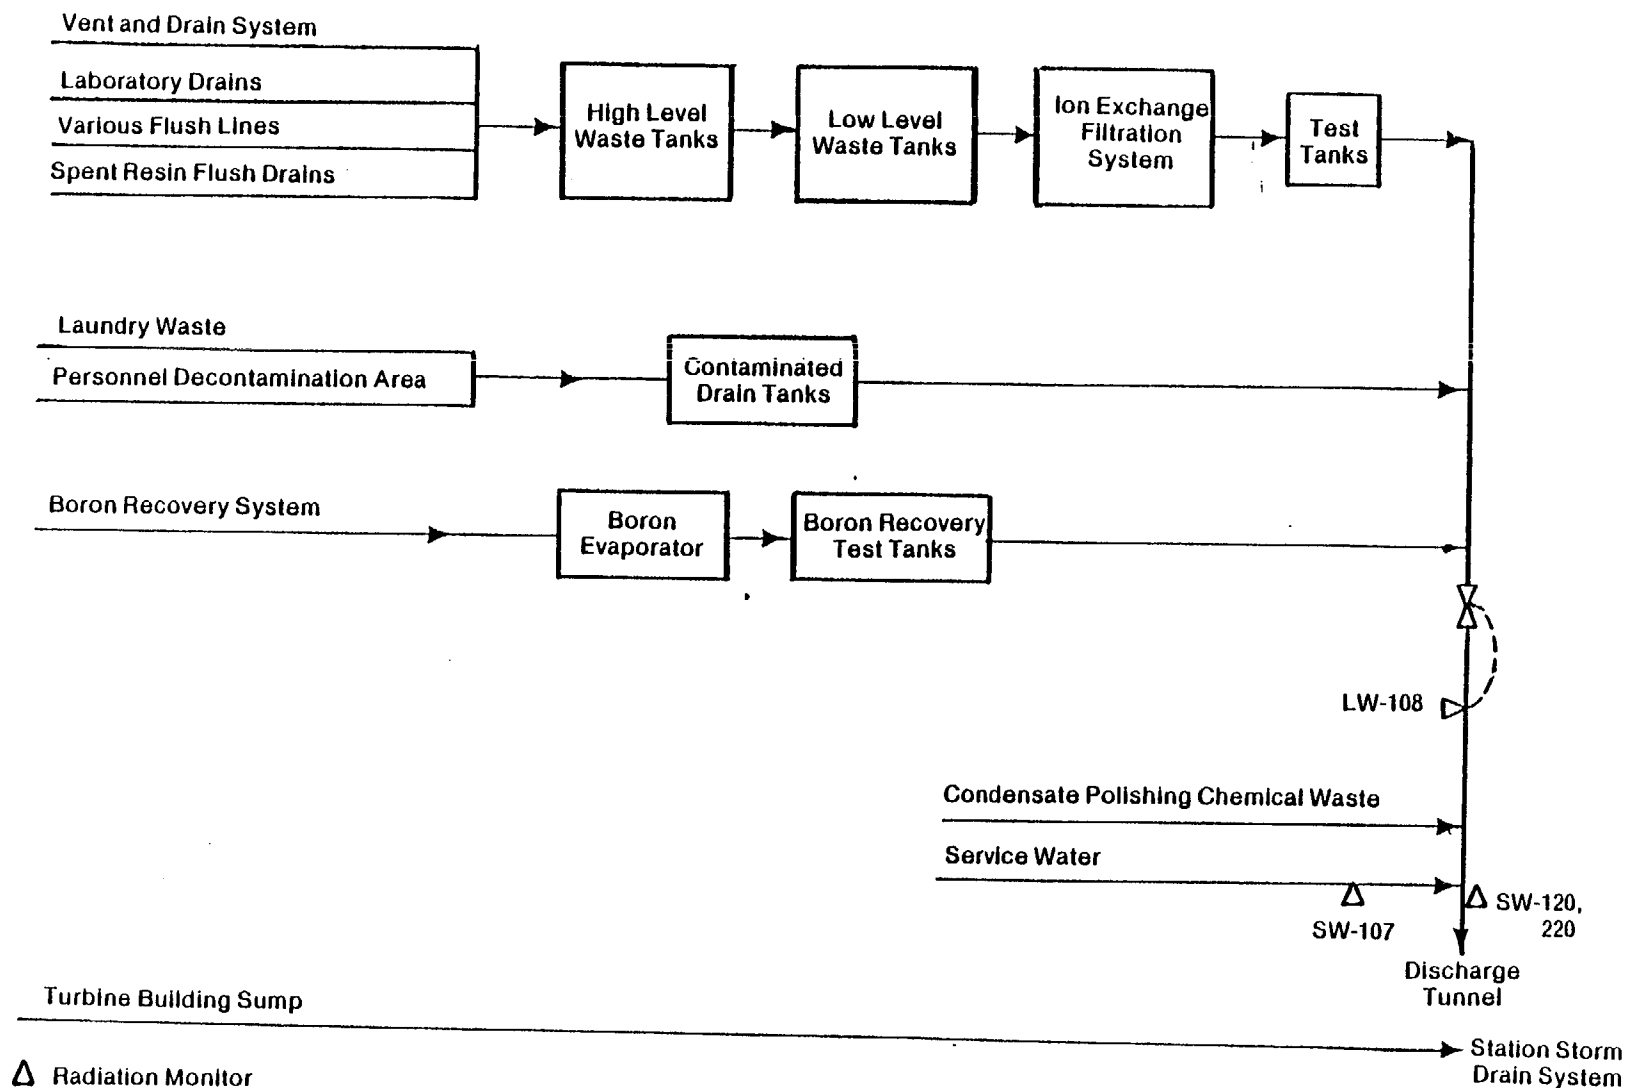 Vent and Drain System
Laboratory Drains
Various Flush Lines
Spent Resin Flush Drains
High Level
Waste Tanks
Low Level
Waste Tanks
Ion Exchange
Filtration
System
Test
Tanks
Laundry Waste
Personnel Decontamination Area
Contaminated
Drain Tanks
Boron Recovery System
Boron
Evaporator
Boron Recovery
Test Tanks
LW-108
Condensate Polishing Chemical Waste
Service Water
SW-107
SW-120,
220
Discharge
Tunnel
Turbine Building Sump
Station Storm
Drain System
Δ Radiation Monitor